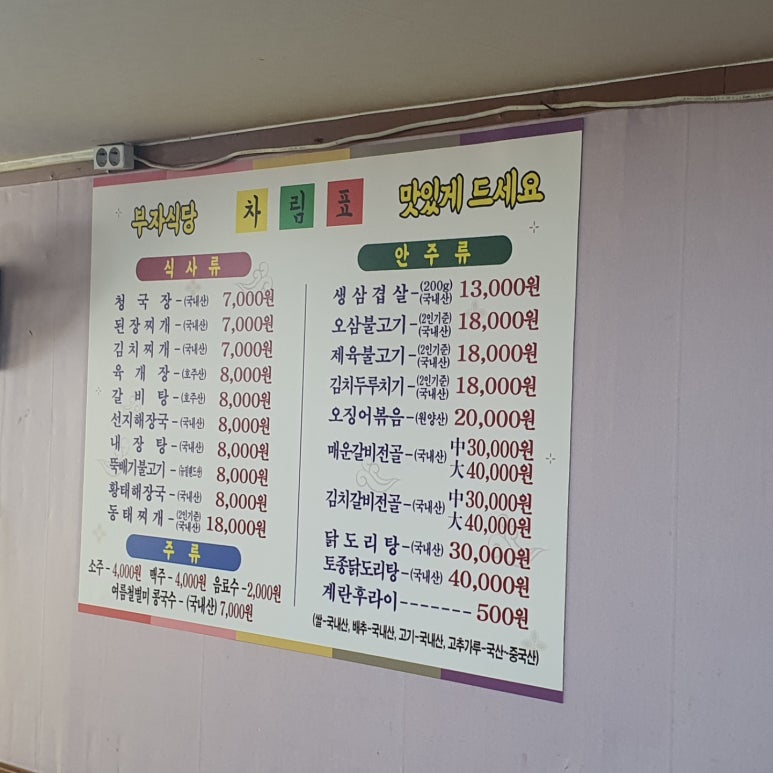 부자식당 차림표 맛있게 드세요
식사류
청국장-(국내산) 7,000원
된장찌개-(국내산) 7,000원
김치찌개-(국내산) 7,000원
육개장-(호주산) 8,000원
갈비탕-(호주산) 8,000원
선지해장국-(국내산) 8,000원
내장탕-(국내산) 8,000원
뚝배기불고기-(뉴질랜드산) 8,000원
황태해장국-(국내산) 8,000원
동태찌개-(2인기준)(국내산) 18,000원
주류
소주-4,000원 맥주-4,000원 음료수-2,000원
여름철별미 콩국수-(국내산) 7,000원
안주류
생삼겹살-(200g)(국내산) 13,000원
오삼불고기-(2인기준)(국내산) 18,000원
제육불고기-(2인기준)(국내산) 18,000원
김치두루치기-(2인기준)(국내산) 18,000원
오징어볶음-(원양산) 20,000원
매운갈비전골-(국내산) 中30,000원
大40,000원
김치갈비전골-(국내산) 中30,000원
大40,000원
닭도리탕-(국내산) 30,000원
토종닭도리탕-(국내산) 40,000원
계란후라이------- 500원
(쌀-국내산, 배추-국내산, 고기-국내산, 고추가루-국산~중국산)